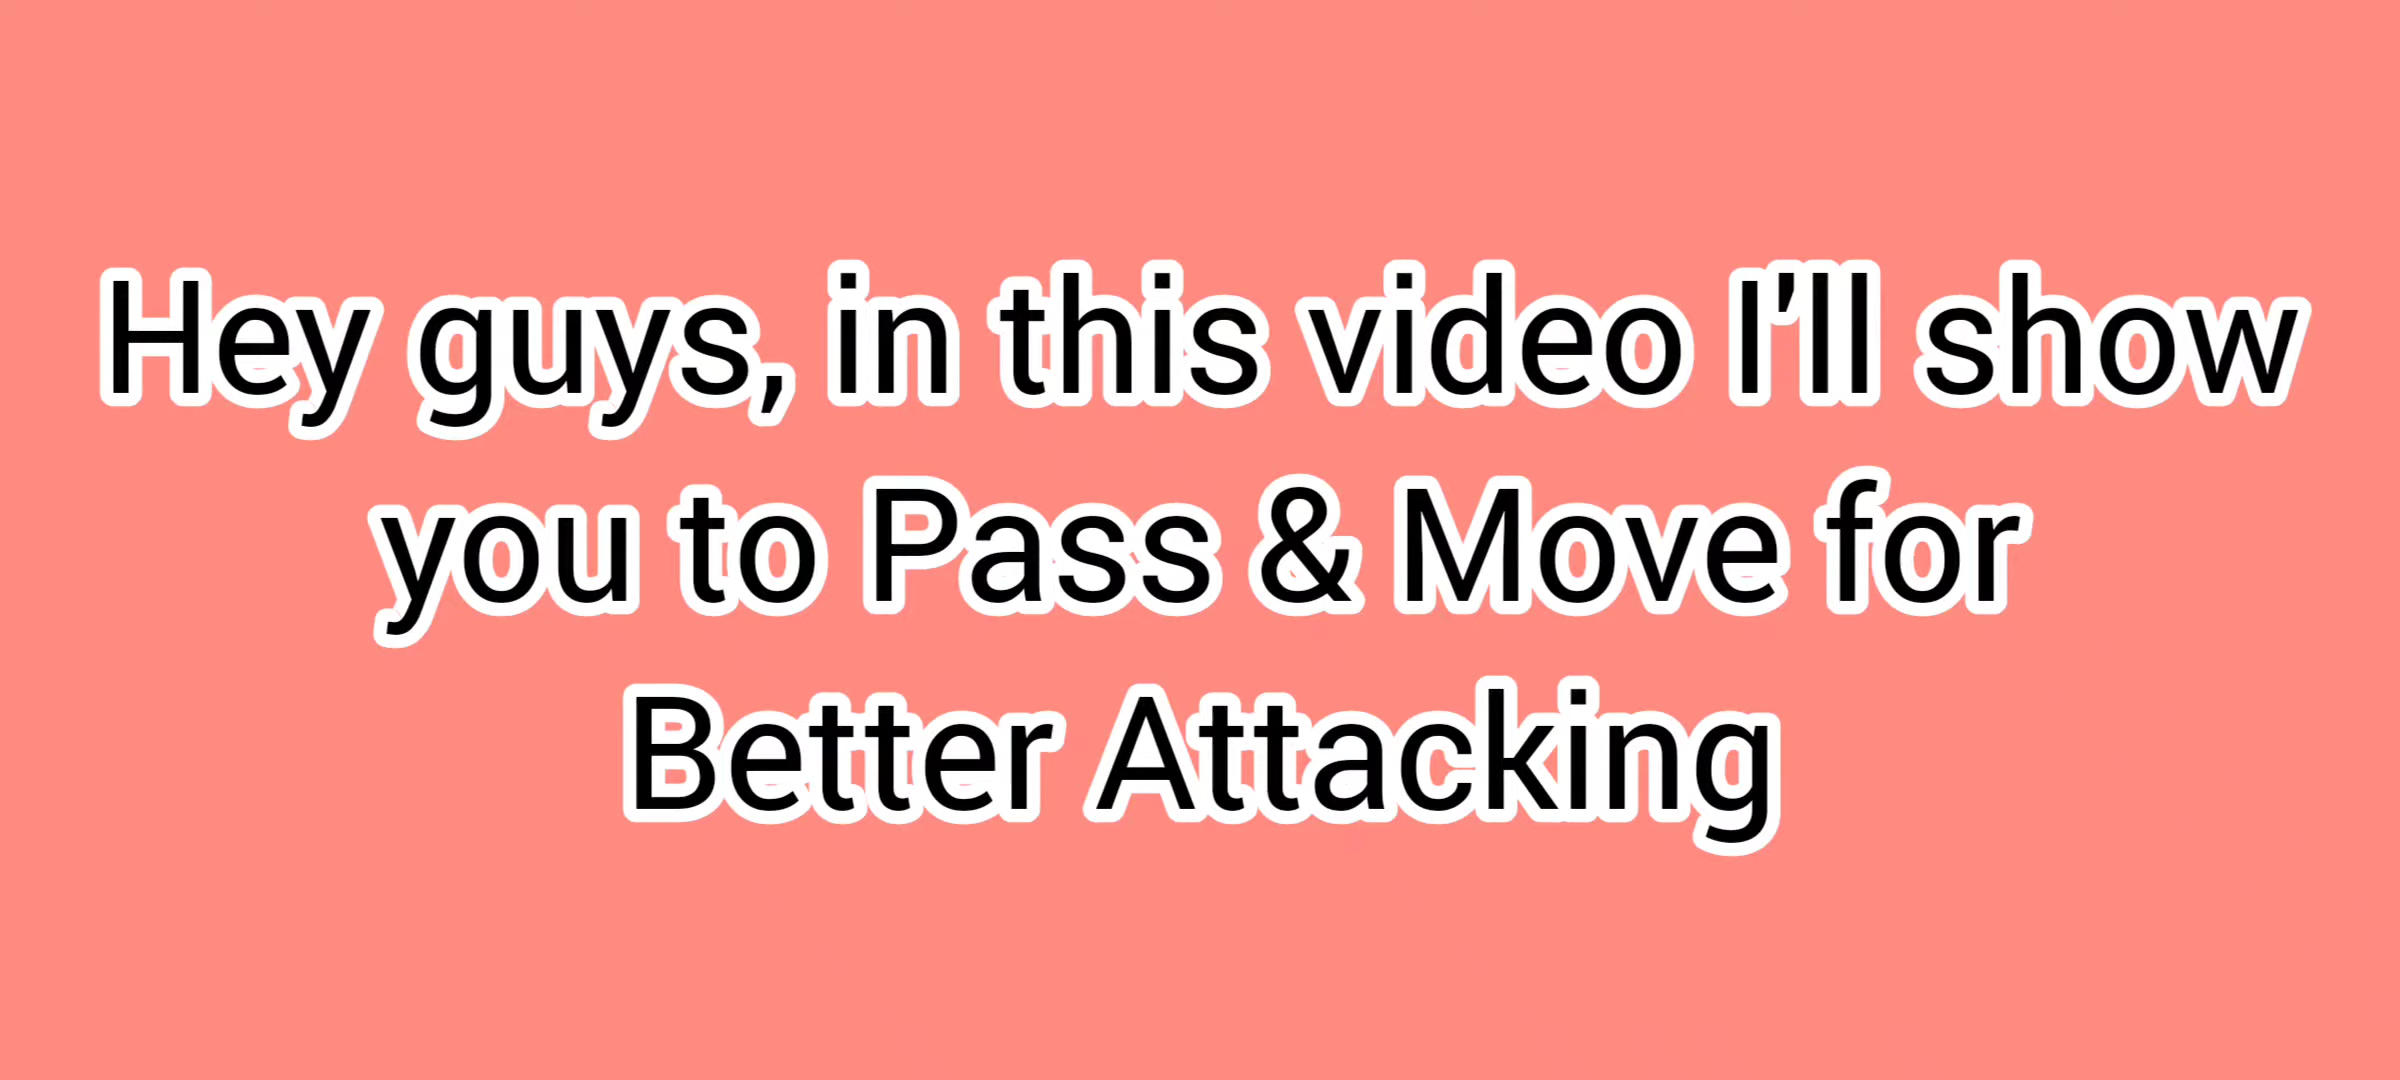 Hey guys, in this video I'll show
you to Pass & Move for
Better Attacking